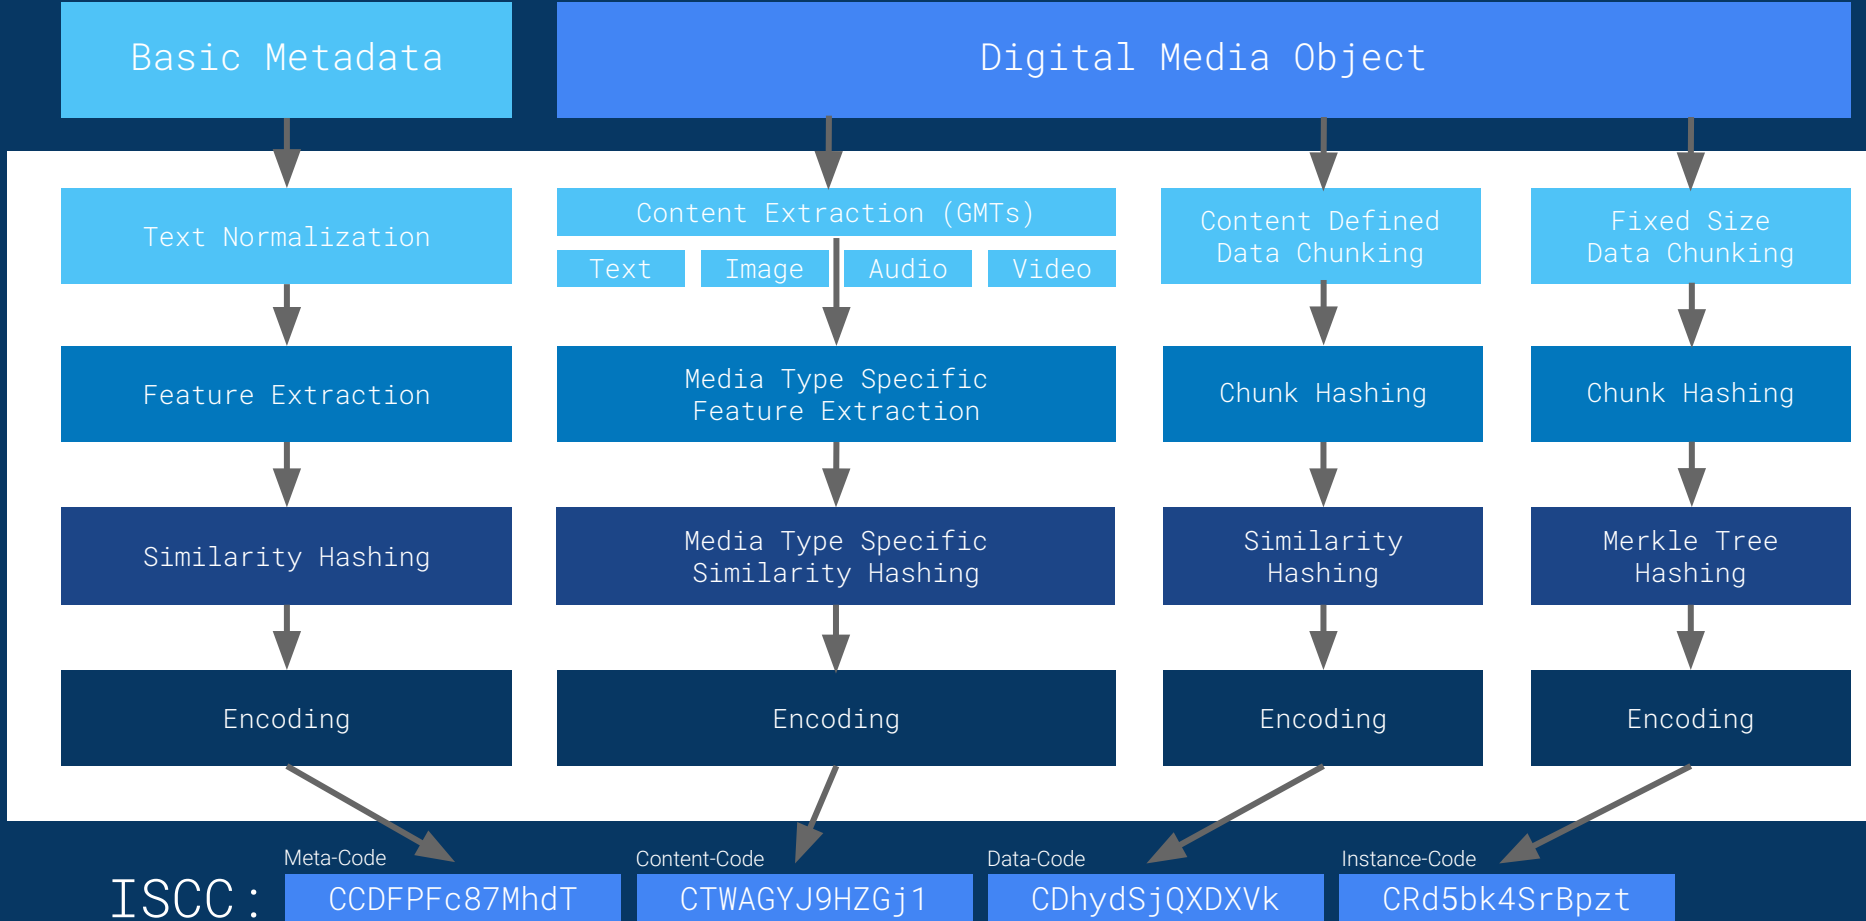 Basic Metadata
Digital Media Object
Text Normalization
Content Extraction (GMTs)
Text
Image
Audio
Video
Content Defined
Data Chunking
Fixed Size
Data Chunking
Feature Extraction
Media Type Specific
Feature Extraction
Chunk Hashing
Chunk Hashing
Similarity Hashing
Media Type Specific
Similarity Hashing
Similarity
Hashing
Merkle Tree
Hashing
Encoding
Encoding
Encoding
Encoding
Meta-Code
Content-Code
Data-Code
Instance-Code
ISCC:
CCDFPFc87MhdT
CTWAGYJ9HZGj1
CDhydSjQXDXVk
CRd5bk4SrBpzt